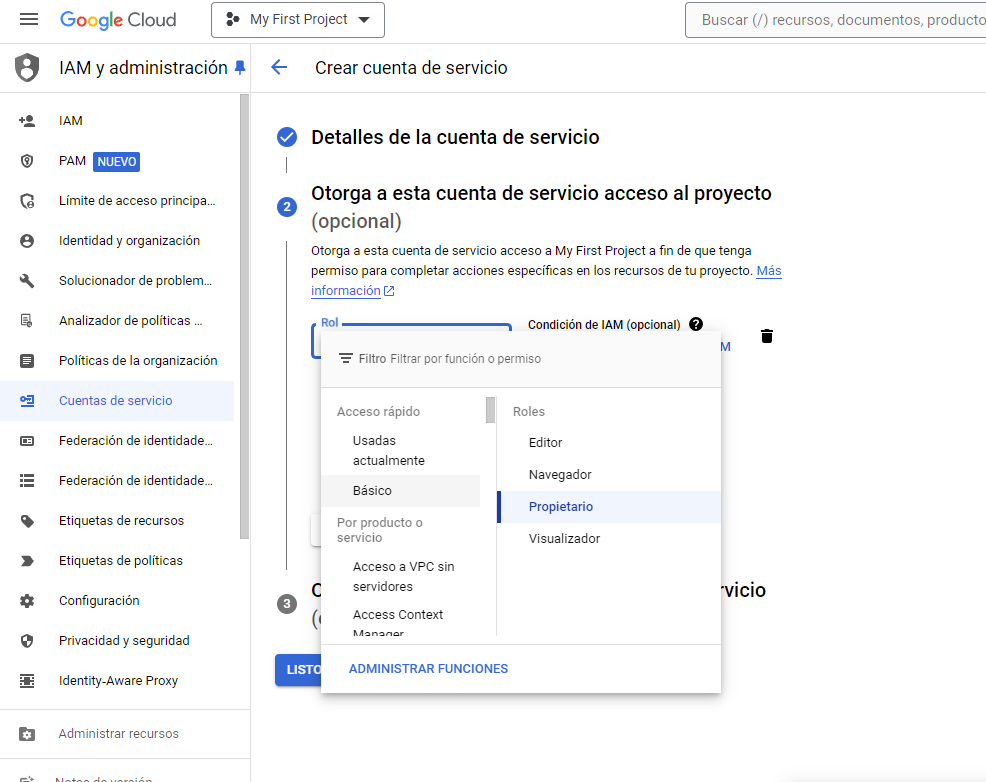 Google Cloud
My First Project
Buscar (/) recursos, documentos, producto
IAM y administración
Crear cuenta de servicio
IAM
PAM NUEVO
Límite de acceso principa...
Identidad y organización
Solucionador de problem...
Analizador de políticas ...
Políticas de la organización
Cuentas de servicio
Federación de identidade...
Federación de identidade...
Etiquetas de recursos
Etiquetas de políticas
Configuración
Privacidad y seguridad
Identity-Aware Proxy
Administrar recursos
Notas de versión
Detalles de la cuenta de servicio
2
Otorga a esta cuenta de servicio acceso al proyecto
(opcional)
Otorga a esta cuenta de servicio acceso a My First Project a fin de que tenga
permiso para completar acciones específicas en los recursos de tu proyecto. Más
información
Rol
Condición de IAM (opcional) ?
M
Filtro Filtrar por función o permiso
Acceso rápido
Usadas
actualmente
Básico
Por producto o
servicio
Acceso a VPC sin
servidores
Access Context
Manager
Roles
Editor
Navegador
Propietario
Visualizador
ADMINISTRAR FUNCIONES
3
rvicio
LISTO